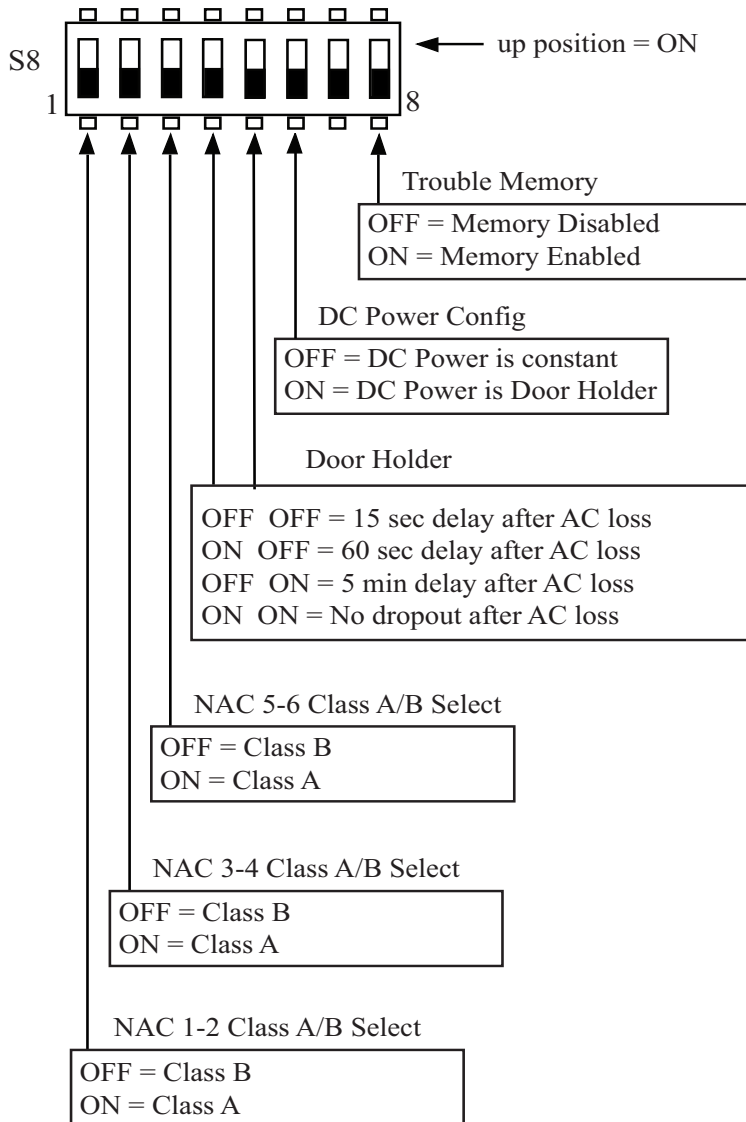 S8
up position = ON
1
8
Trouble Memory
OFF = Memory Disabled
ON = Memory Enabled
DC Power Config
OFF = DC Power is constant
ON = DC Power is Door Holder
Door Holder
OFF OFF = 15 sec delay after AC loss
ON OFF = 60 sec delay after AC loss
OFF ON = 5 min delay after AC loss
ON ON = No dropout after AC loss
NAC 5-6 Class A/B Select
OFF = Class B
ON = Class A
NAC 3-4 Class A/B Select
OFF = Class B
ON = Class A
NAC 1-2 Class A/B Select
OFF = Class B
ON = Class A